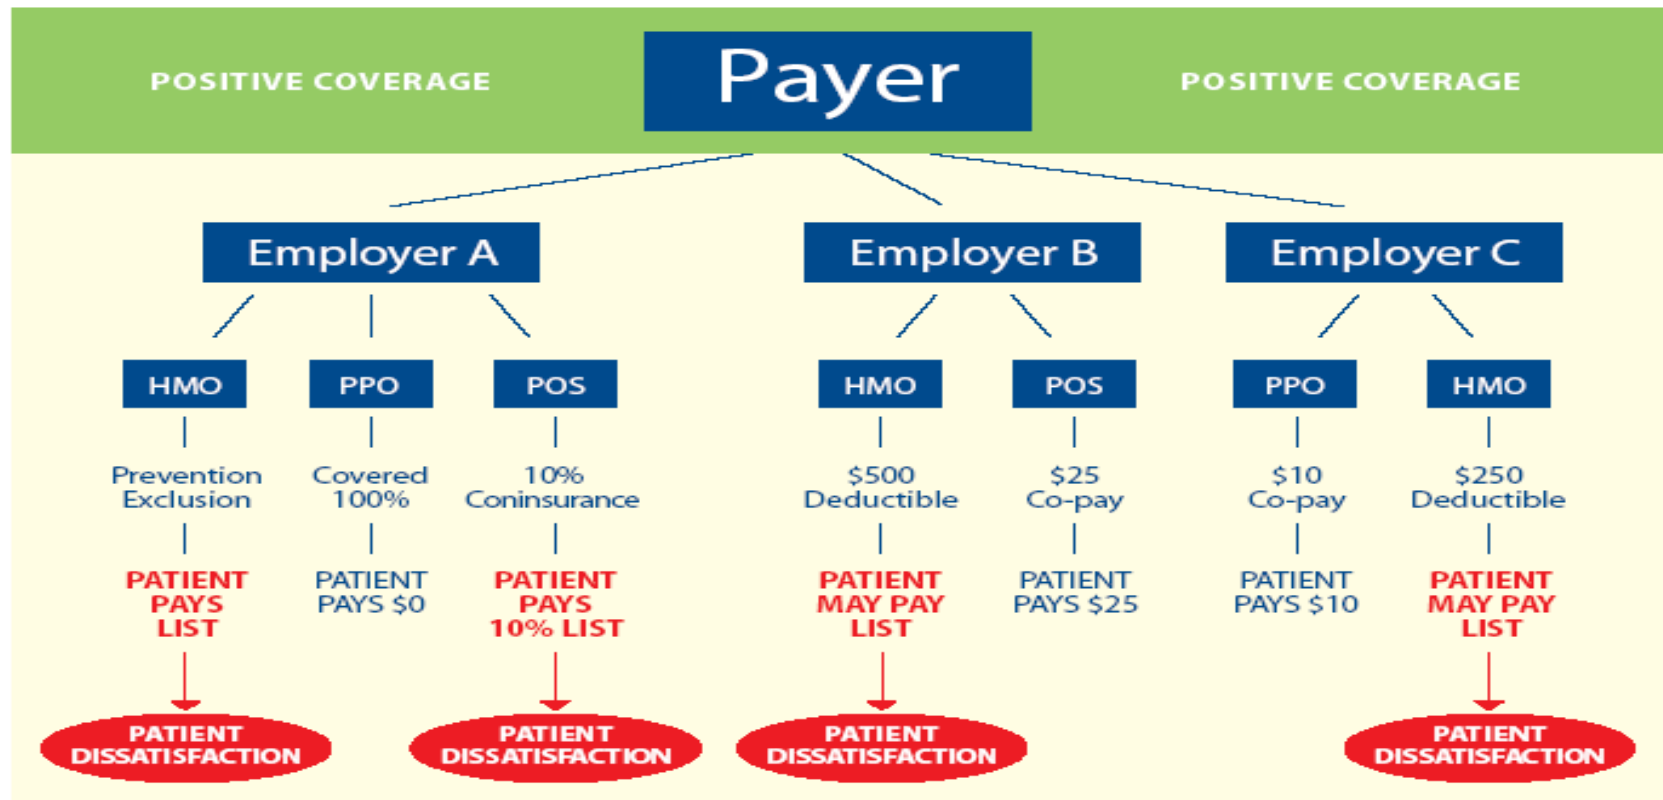 POSITIVE COVERAGE
Payer
POSITIVE COVERAGE
Employer A
Employer B
Employer C
HMO
PPO
POS
HMO
POS
PPO
HMO
Prevention
Exclusion
Covered
100%
10%
Coninsurance
$500
Deductible
$25
Co-pay
$10
Co-pay
$250
Deductible
PATIENT
PAYS
LIST
PATIENT
PAYS $0
PATIENT
PAYS
10% LIST
PATIENT
MAY PAY
LIST
PATIENT
PAYS $25
PATIENT
PAYS $10
PATIENT
MAY PAY
LIST
PATIENT
DISSATISFACTION
PATIENT
DISSATISFACTION
PATIENT
DISSATISFACTION
PATIENT
DISSATISFACTION